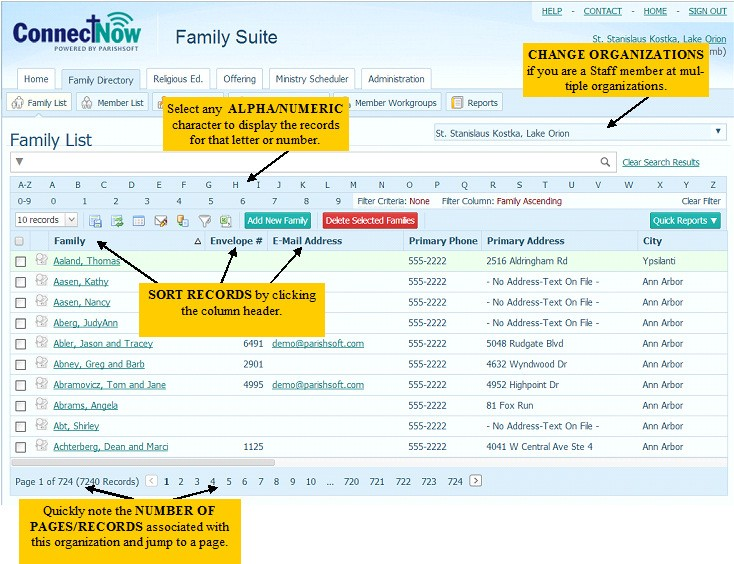 HELP - CONTACT - HOME - SIGN OUT
ConnectNow
POWERED BY PARISHSOFT
Family Suite
St. Stanislaus Kostka, Lake Orion
mb)
CHANGE ORGANIZATIONS
if you are a Staff member at mul-
tiple organizations.
Home Family Directory Religious Ed. Offering Ministry Scheduler Administration
Family List Member List Member Workgroups Reports
Select any ALPHA/NUMERIC
character to display the records
for that letter or number.
Family List
St. Stanislaus Kostka, Lake Orion
Clear Search Results
A-Z A B C D E F G H I J K L M N O P Q R S T U V W X Y Z
0-9 0 1 2 3 4 5 6 7 8 9 Filter Criteria: None Filter Column: Family Ascending Clear Filter
10 records Add New Family Delete Selected Families Quick Reports
Family Envelope # E-Mail Address Primary Phone Primary Address City
Aaland, Thomas 555-2222 2516 Aldringham Rd Ypsilanti
Aasen, Kathy 555-2222 - No Address-Text On File - Ann Arbor
Aasen, Nancy 555-2222 - No Address-Text On File - Ann Arbor
Aberg, JudyAnn 555-2222 - No Address-Text On File - Ann Arbor
SORT RECORDS by clicking
the column header.
Abler, Jason and Tracey 6491 demo@parishsoft.com 555-2222 5048 Rudgate Blvd Ann Arbor
Abney, Greg and Barb 2901 555-2222 4632 Wyndwood Dr Ann Arbor
Abramovicz, Tom and Jane 4995 demo@parishsoft.com 555-2222 4952 Highpoint Dr Ann Arbor
Abrams, Angela 555-2222 81 Fox Run Ann Arbor
Abt, Shirley 555-2222 - No Address-Text On File - Ann Arbor
Achterberg, Dean and Marci 1125 555-2222 4041 W Central Ave Ste 4 Ann Arbor
Page 1 of 724 (7240 Records) 1 2 3 4 5 6 7 8 9 10 ... 720 721 722 723 724
Quickly note the NUMBER OF
PAGES/RECORDS associated with
this organization and jump to a page.